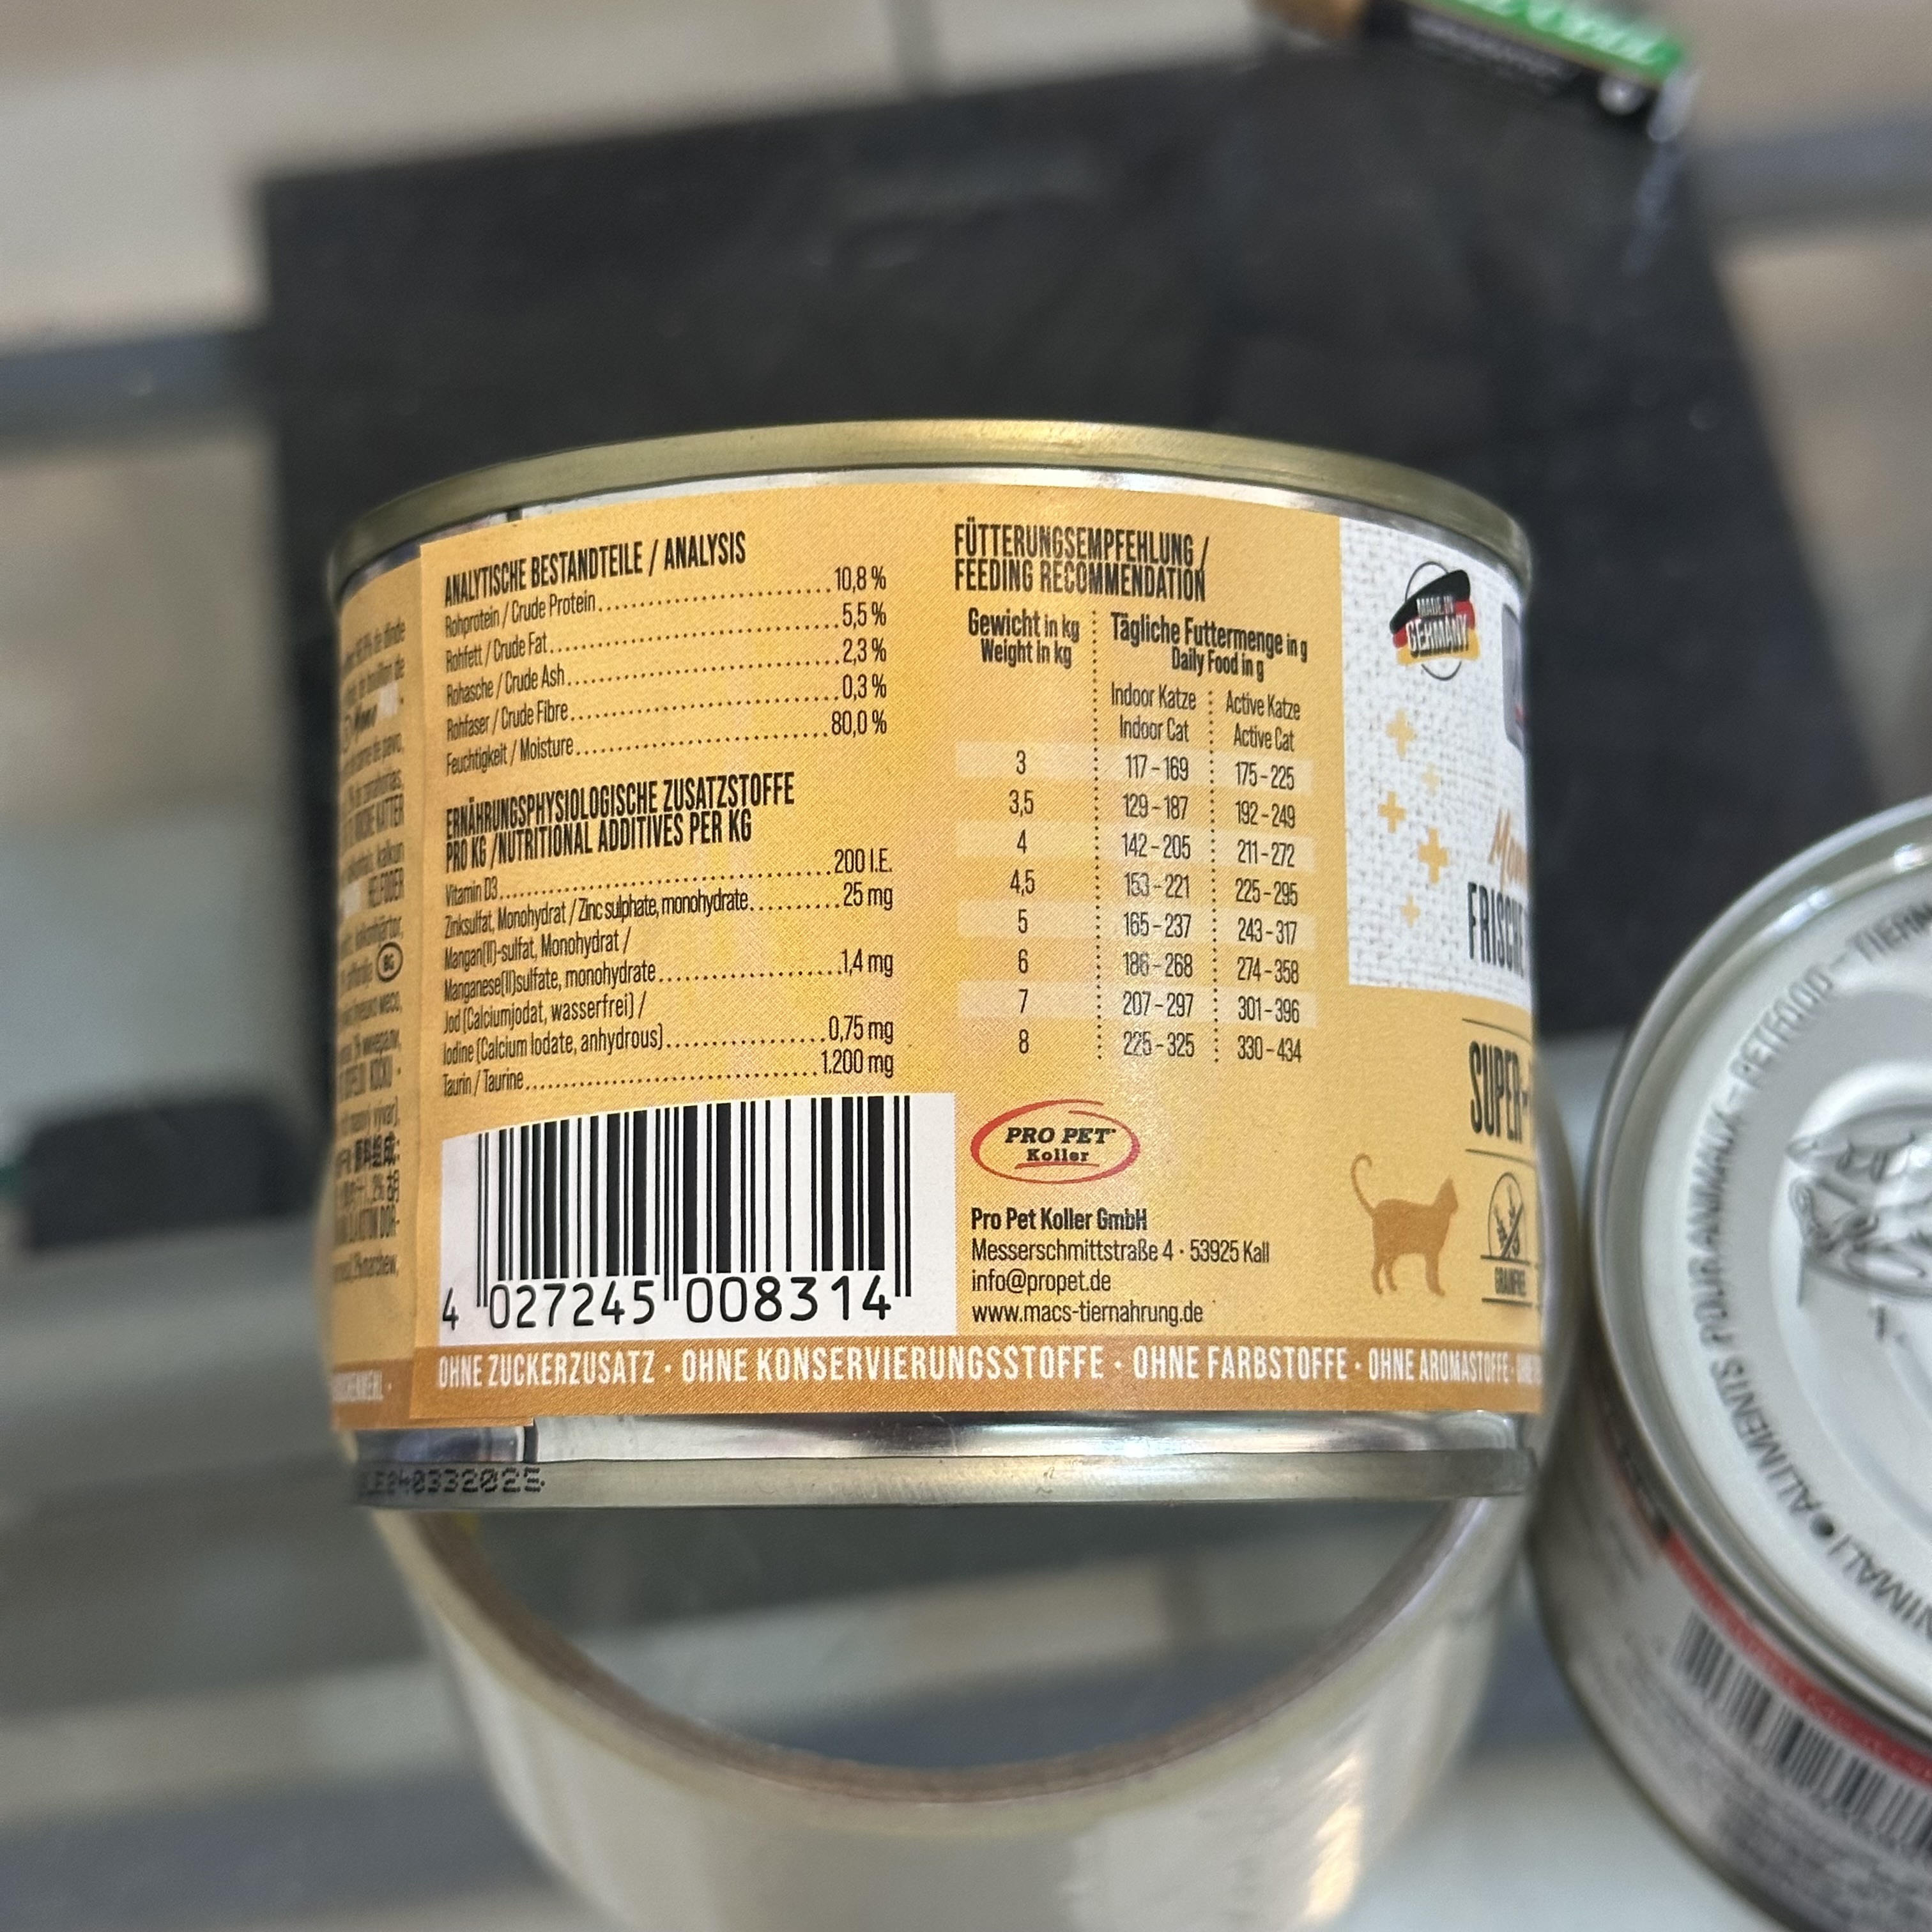 ANALYTISCHE BESTANDTEILE / ANALYSIS
Rohprotein / Crude Protein 10,8 %
Rohfett / Crude Fat 5,5 %
Rohasche / Crude Ash 2,3 %
Rohfaser / Crude Fibre 0,3 %
Feuchtigkeit / Moisture 80,0 %
ERNÄHRUNGSPHYSIOLOGISCHE ZUSATZSTOFFE
PRO KG / NUTRITIONAL ADDITIVES PER KG
Vitamin D3 200 I.E.
Zinksulfat, Monohydrat / Zinc sulphate, monohydrate 25 mg
Mangan(II)-sulfat, Monohydrat /
Manganese(II)sulfate, monohydrate 1,4 mg
Jod (Calciumjodat, wasserfrei) /
Iodine (Calcium Iodate, anhydrous) 0,75 mg
Taurin / Taurine 1.200 mg
4 027245 008314
FÜTTERUNGSEMPFEHLUNG /
FEEDING RECOMMENDATION
Gewicht in kg Tägliche Futtermenge in g
Weight in kg Daily Food in g
Indoor Katze Active Katze
Indoor Cat Active Cat
3 117-169 175-225
3,5 129-187 192-249
4 142-205 211-272
4,5 153-221 225-295
5 165-237 243-317
6 186-268 274-358
7 207-297 301-396
8 225-325 330-434
PRO PET
Koller
Pro Pet Koller GmbH
Messerschmittstraße 4 · 53925 Kall
info@propet.de
www.macs-tiernahrung.de
OHNE ZUCKERZUSATZ · OHNE KONSERVIERUNGSSTOFFE · OHNE FARBSTOFFE · OHNE AROMASTOFFE
MADE IN
GERMANY
FRISCHE
SUPER-
GRAINFREE
BG
PETFOOD
ALIMENTS POUR ANIMAUX